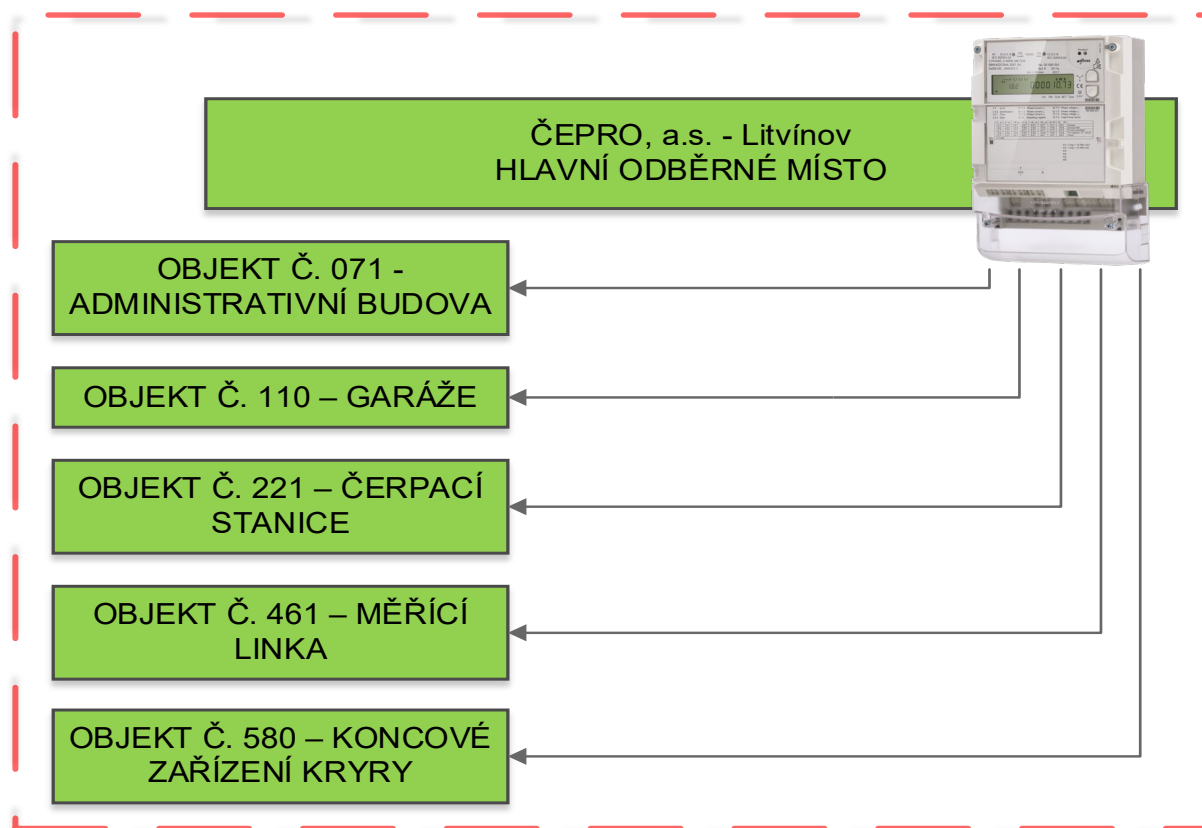 ČEPRO, a.s. - Litvínov
HLAVNÍ ODBĚRNÉ MÍSTO
OBJEKT Č. 071 -
ADMINISTRATIVNÍ BUDOVA
OBJEKT Č. 110 – GARÁŽE
OBJEKT Č. 221 – ČERPACÍ
STANICE
OBJEKT Č. 461 – MĚŘÍCÍ
LINKA
OBJEKT Č. 580 – KONCOVÉ
ZAŘÍZENÍ KRYRY